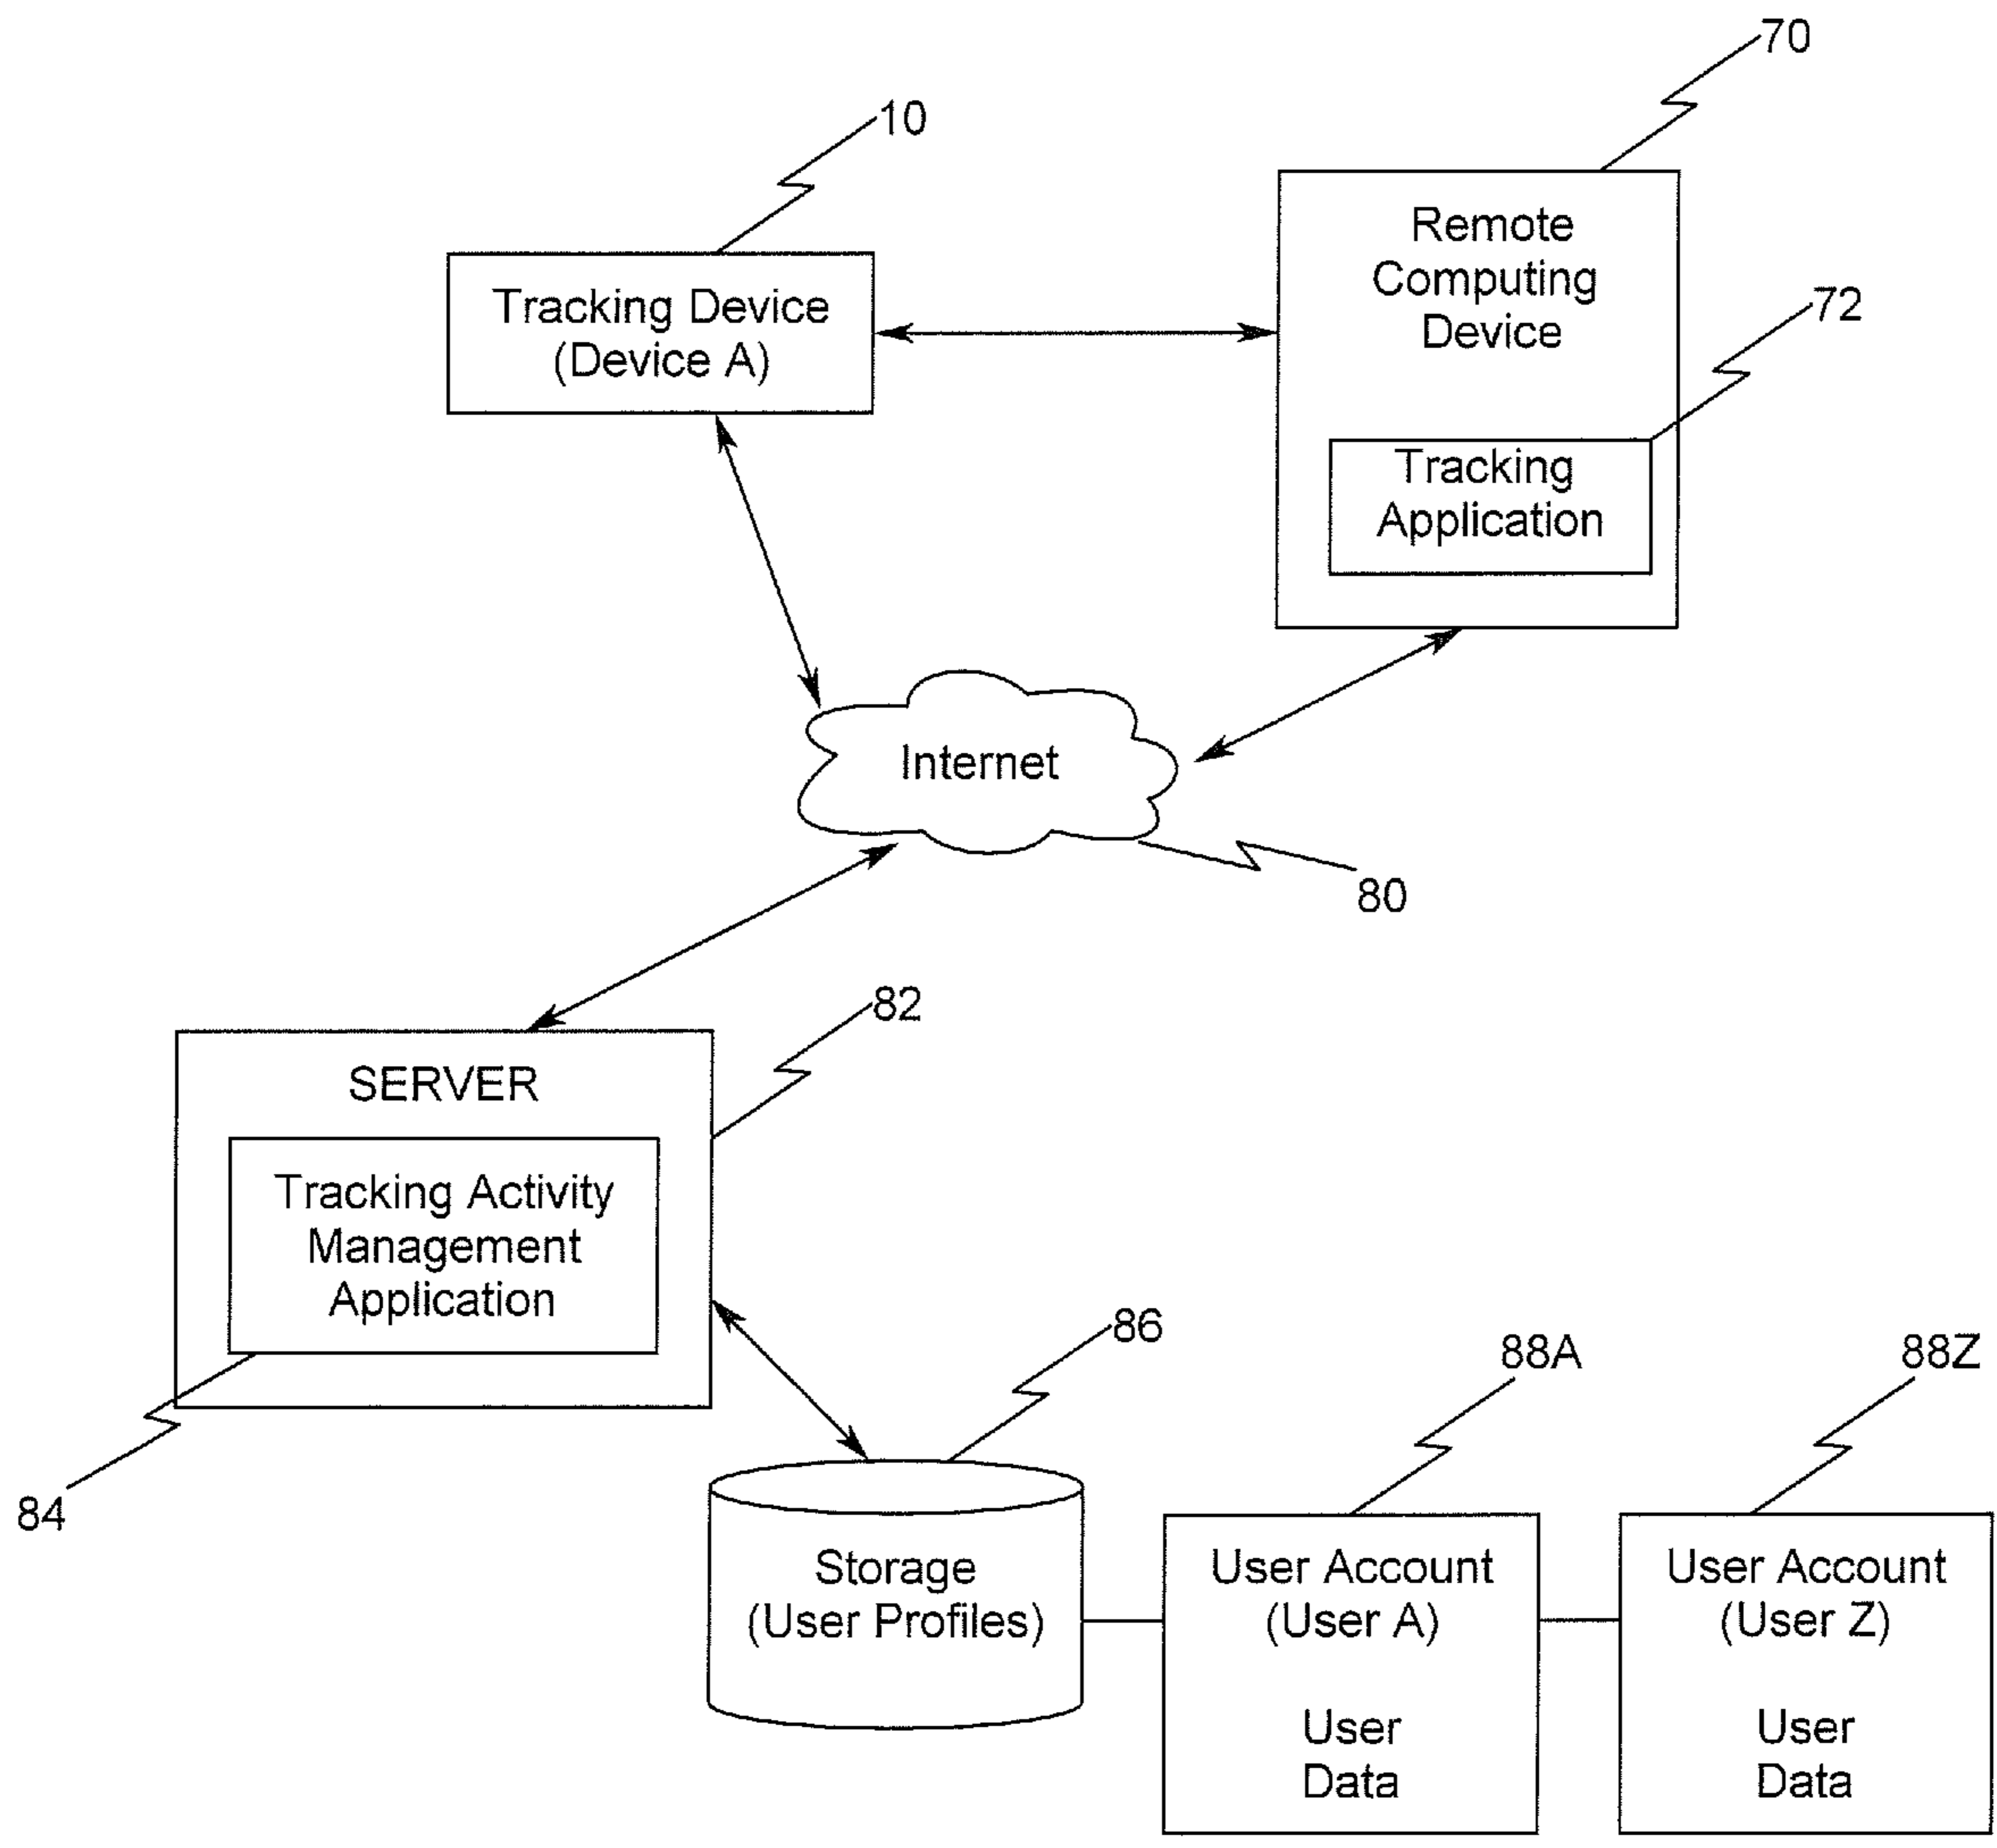 70
10
Remote
Computing
Device
Tracking Device
(Device A)
72
Tracking
Application
Internet
80
82
SERVER
Tracking Activity
Management
Application
84
86
88A
88Z
Storage
(User Profiles)
User Account
(User A)
User
Data
User Account
(User Z)
User
Data